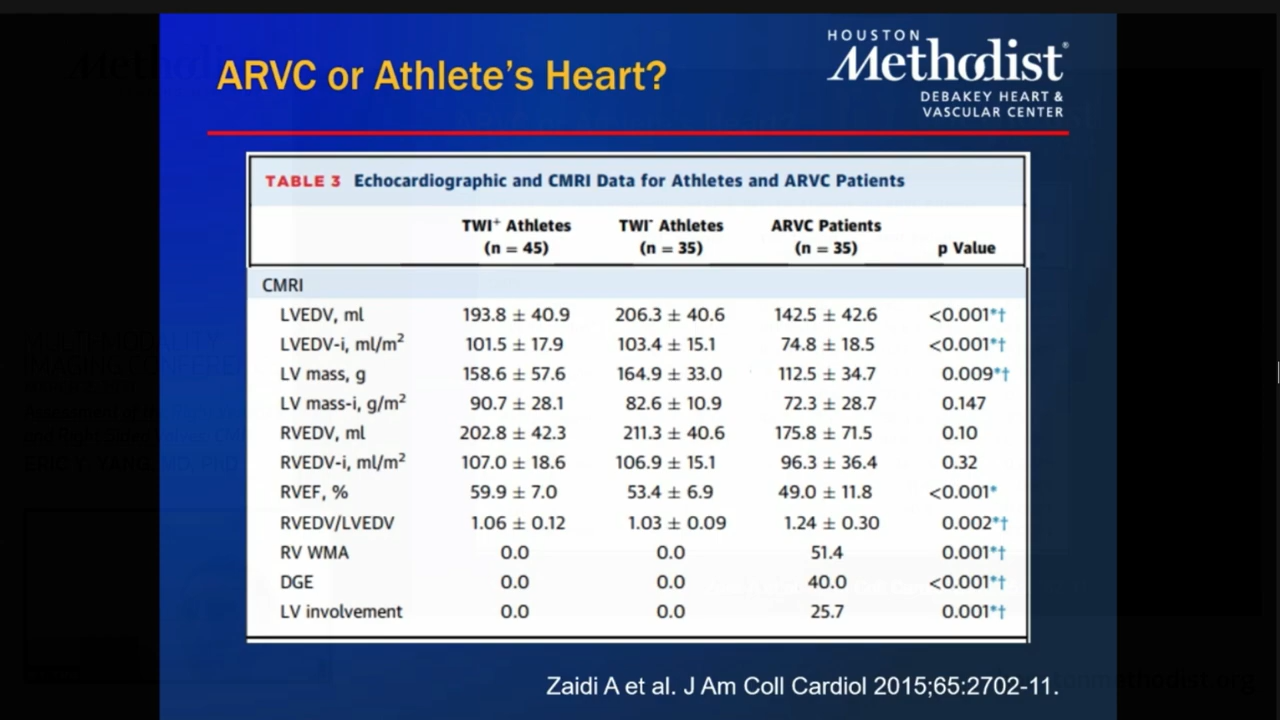 HOUSTON
Methodist®
DEBAKEY HEART &
VASCULAR CENTER
ARVC or Athlete's Heart?
TABLE 3 Echocardiographic and CMRI Data for Athletes and ARVC Patients
TWI+ Athletes (n = 45) TWI- Athletes (n = 35) ARVC Patients (n = 35) p Value
CMRI
LVEDV, ml 193.8 ± 40.9 206.3 ± 40.6 142.5 ± 42.6 <0.001*†
LVEDV-i, ml/m² 101.5 ± 17.9 103.4 ± 15.1 74.8 ± 18.5 <0.001*†
LV mass, g 158.6 ± 57.6 164.9 ± 33.0 112.5 ± 34.7 0.009*†
LV mass-i, g/m² 90.7 ± 28.1 82.6 ± 10.9 72.3 ± 28.7 0.147
RVEDV, ml 202.8 ± 42.3 211.3 ± 40.6 175.8 ± 71.5 0.10
RVEDV-i, ml/m² 107.0 ± 18.6 106.9 ± 15.1 96.3 ± 36.4 0.32
RVEF, % 59.9 ± 7.0 53.4 ± 6.9 49.0 ± 11.8 <0.001*
RVEDV/LVEDV 1.06 ± 0.12 1.03 ± 0.09 1.24 ± 0.30 0.002*†
RV WMA 0.0 0.0 51.4 0.001*†
DGE 0.0 0.0 40.0 <0.001*†
LV involvement 0.0 0.0 25.7 0.001*†
Zaidi A et al. J Am Coll Cardiol 2015;65:2702-11.